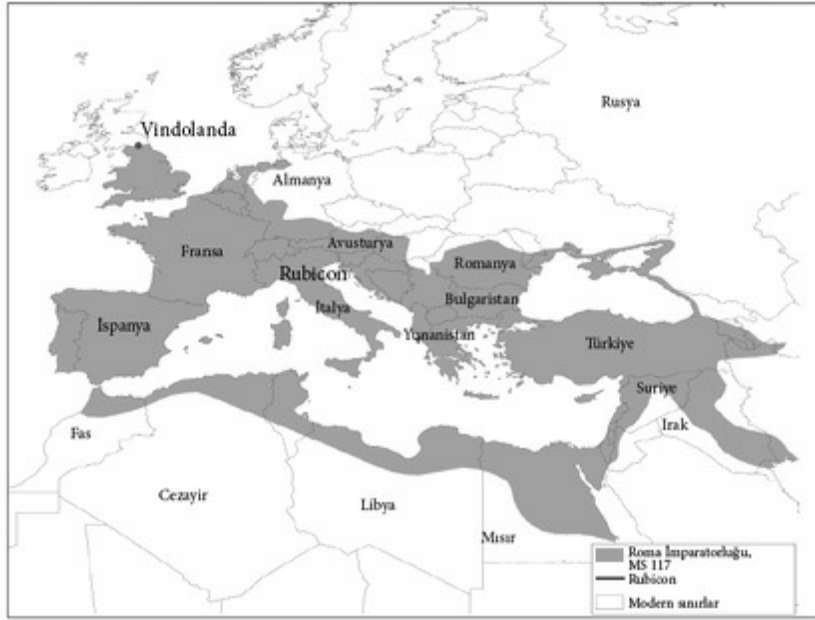 Rusya
Vindolanda
Almanya
Avusturya
Fransa
Romanya
Rubicon
Bulgaristan
İtalya
İspanya
Yunanistan
Türkiye
Suriye
Irak
Fas
Cezayir
Libya
Mısır
Roma İmparatorluğu,
MS 117
Rubicon
Modern sınırlar